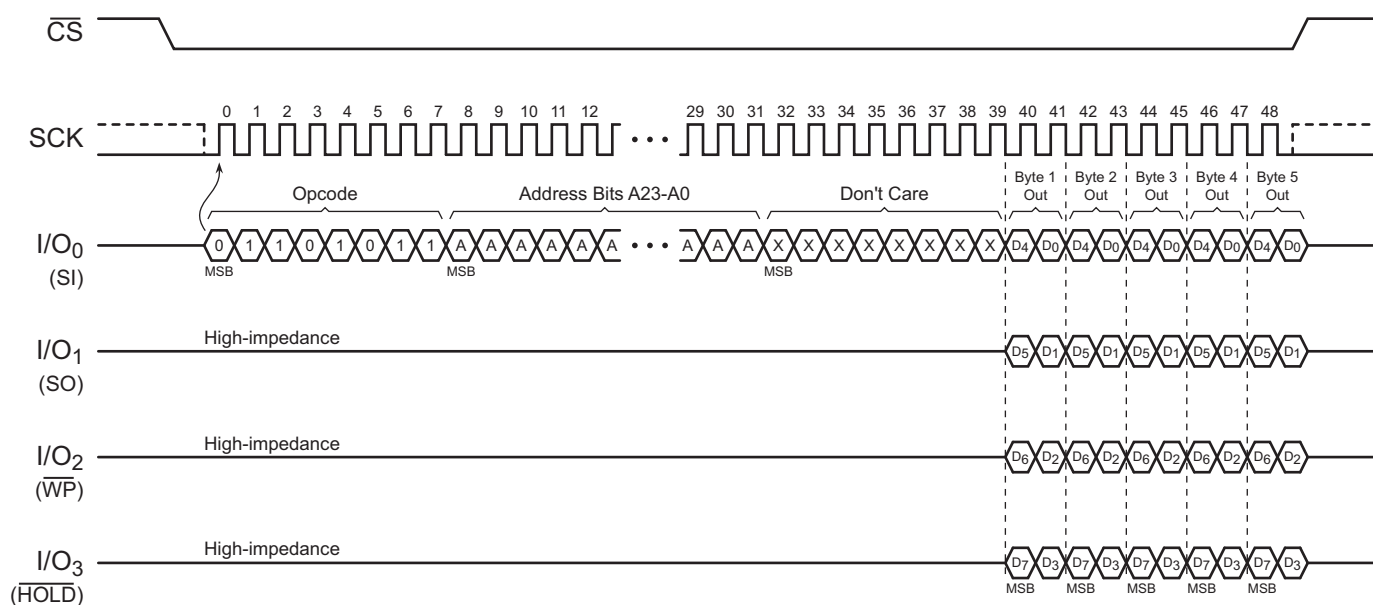 CS
0 1 2 3 4 5 6 7 8 9 10 11 12 29 30 31 32 33 34 35 36 37 38 39 40 41 42 43 44 45 46 47 48
SCK • • •
Byte 1 Out Byte 2 Out Byte 3 Out Byte 4 Out Byte 5 Out
Opcode Address Bits A23-A0 Don't Care
I/O0 0 1 1 0 1 0 1 1 A A A A A A • • • A A A X X X X X X X X D4 D0 D4 D0 D4 D0 D4 D0 D4 D0
(SI) MSB MSB MSB
High-impedance
I/O1 D5 D1 D5 D1 D5 D1 D5 D1 D5 D1
(SO)
High-impedance
I/O2 D6 D2 D6 D2 D6 D2 D6 D2 D6 D2
(WP)
High-impedance
I/O3 D7 D3 D7 D3 D7 D3 D7 D3 D7 D3
(HOLD) MSB MSB MSB MSB MSB